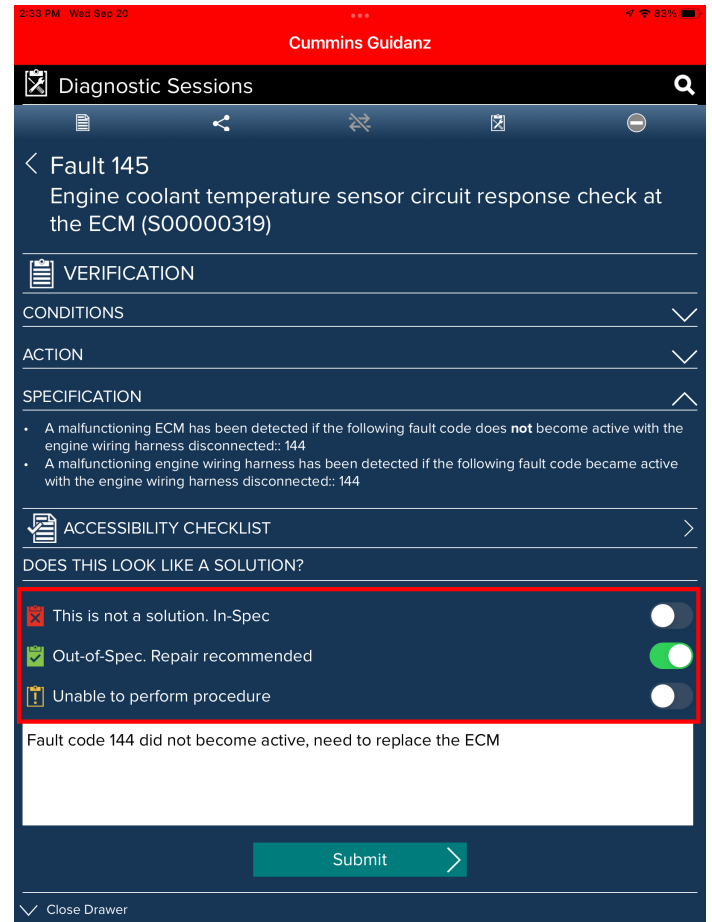 2:33 PM Wed Sep 20
83%
Cummins Guidanz
Diagnostic Sessions
Fault 145
Engine coolant temperature sensor circuit response check at
the ECM (S00000319)
VERIFICATION
CONDITIONS
ACTION
SPECIFICATION
• A malfunctioning ECM has been detected if the following fault code does not become active with the
engine wiring harness disconnected:: 144
• A malfunctioning engine wiring harness has been detected if the following fault code became active
with the engine wiring harness disconnected:: 144
ACCESSIBILITY CHECKLIST
DOES THIS LOOK LIKE A SOLUTION?
This is not a solution. In-Spec
Out-of-Spec. Repair recommended
Unable to perform procedure
Fault code 144 did not become active, need to replace the ECM
Submit
Close Drawer